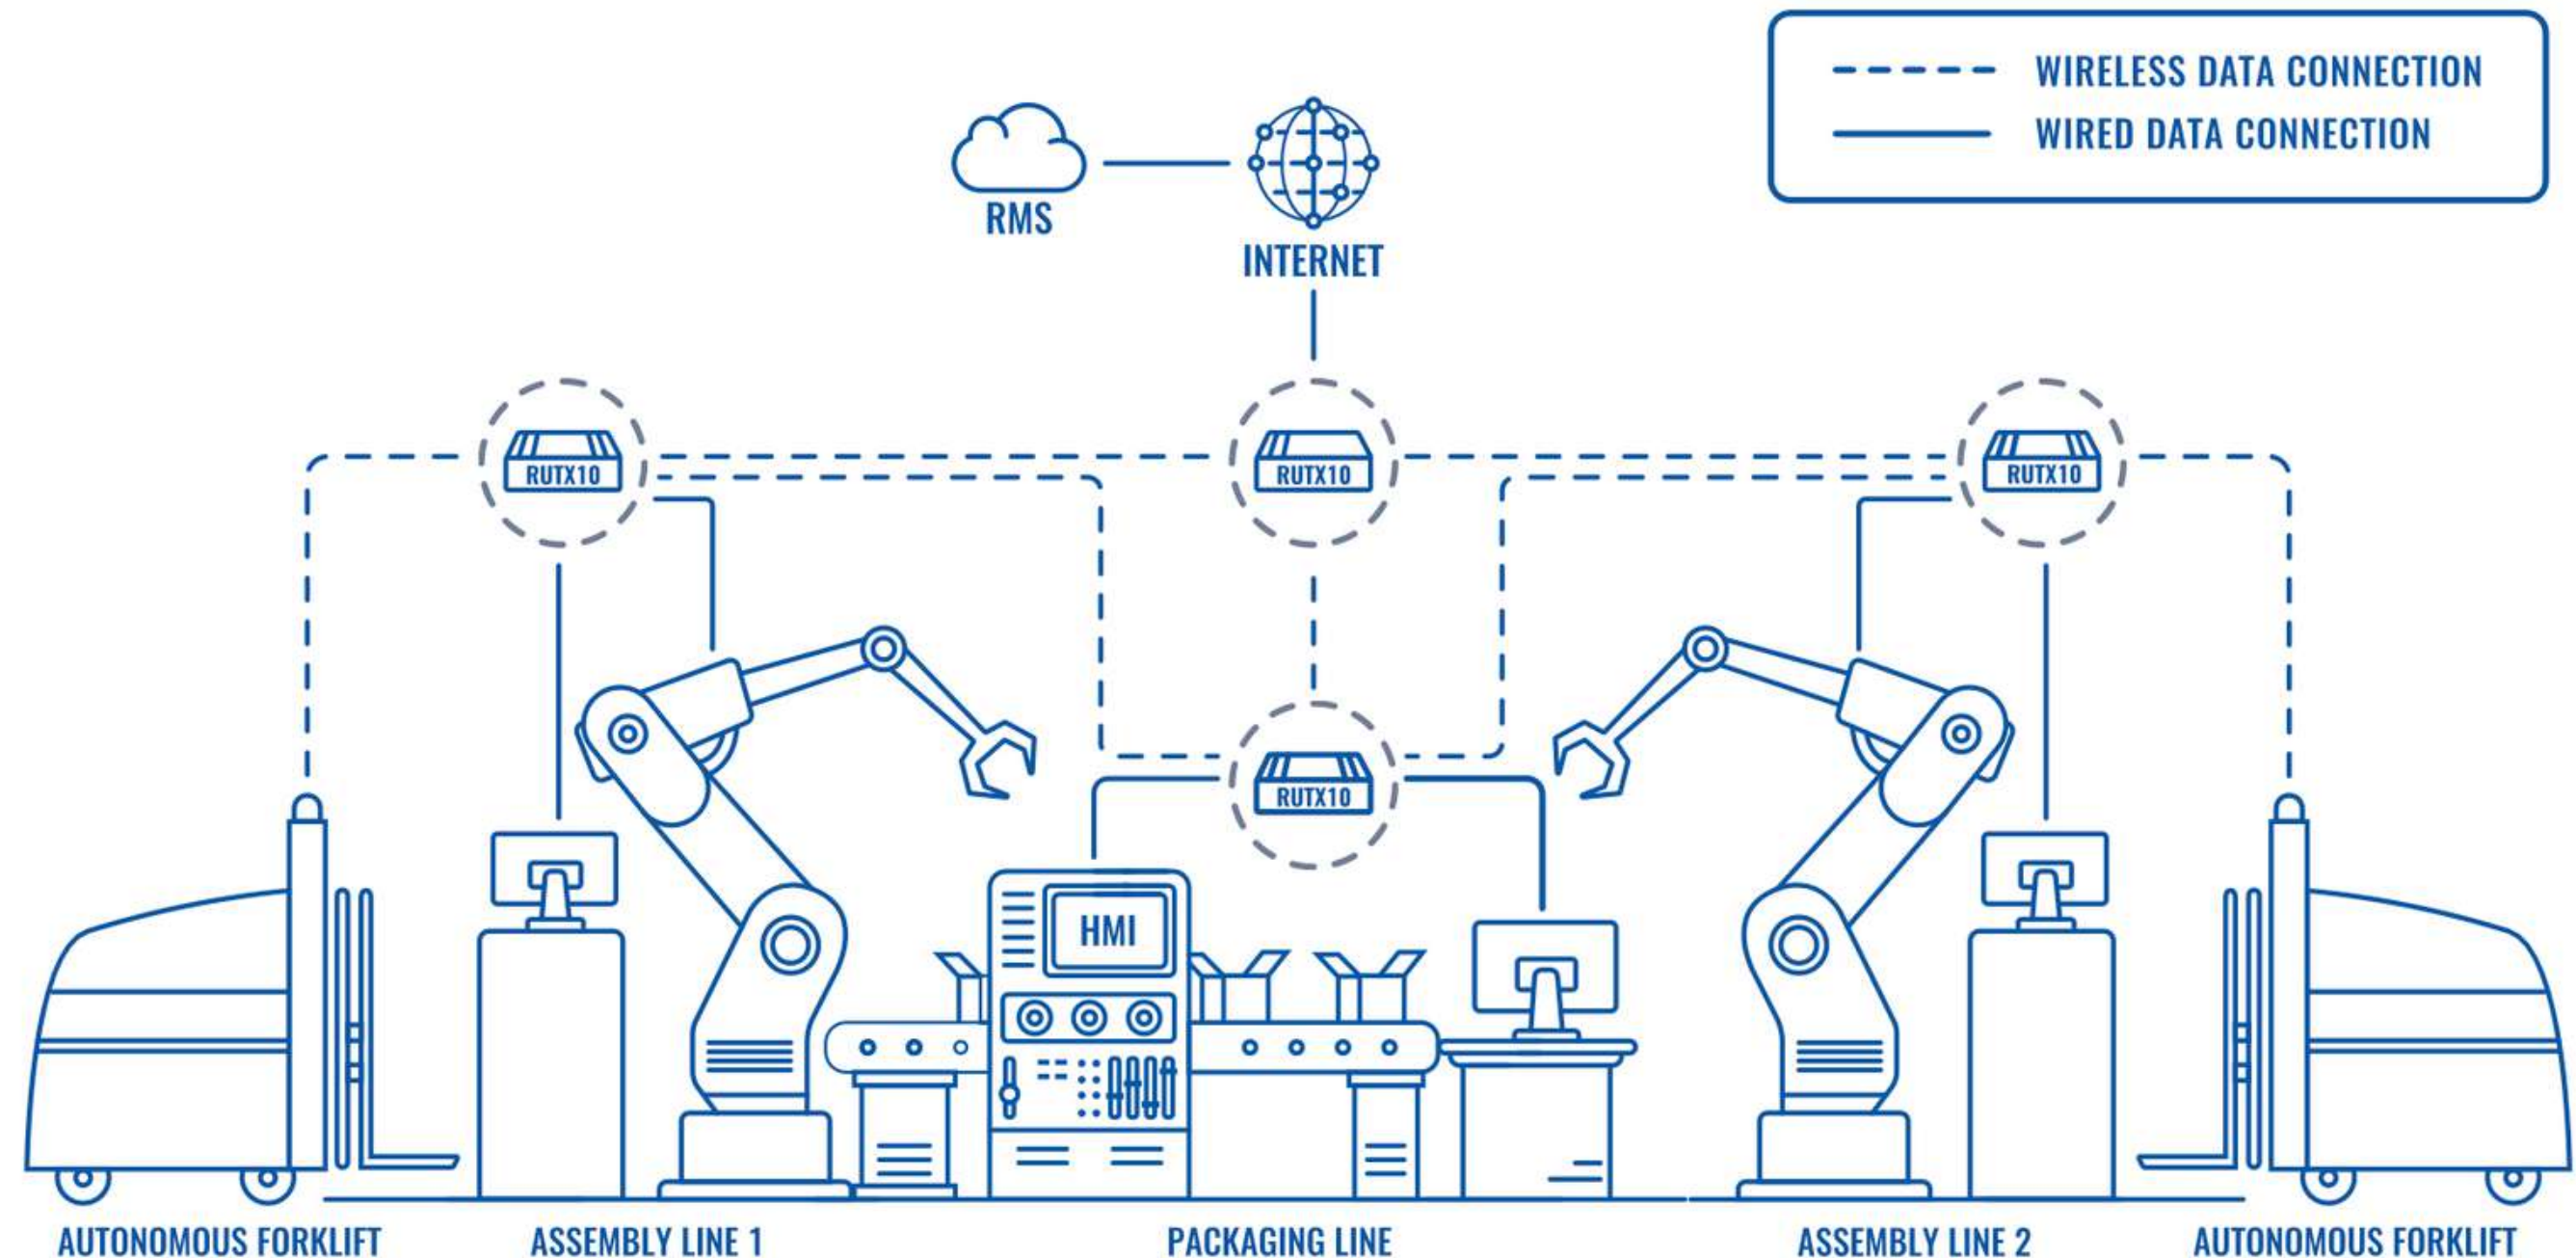 WIRELESS DATA CONNECTION
WIRED DATA CONNECTION
RMS
INTERNET
RUTX10
RUTX10
RUTX10
RUTX10
HMI
AUTONOMOUS FORKLIFT
ASSEMBLY LINE 1
PACKAGING LINE
ASSEMBLY LINE 2
AUTONOMOUS FORKLIFT